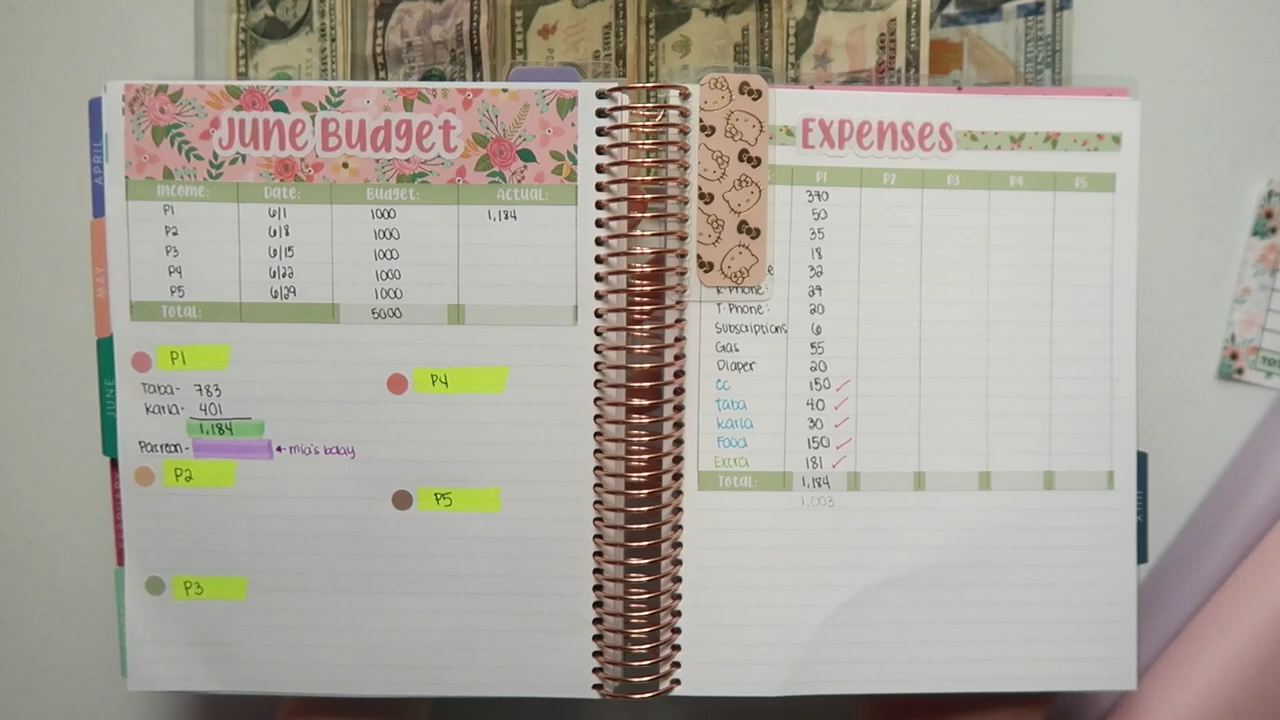 June Budget
Income: Date: Budget: Actual:
P1 6/1 1000 1,184
P2 6/8 1000
P3 6/15 1000
P4 6/22 1000
P5 6/29 1000
Total: 5000
P1
Taba- 783
Karla- 401
1,184
Patreon- ← mia's bday
P2
P3
P4
P5
Expenses
P1 P2 P3 P4 P5
390
50
35
18
32
K-Phone: 29
T-Phone: 20
Subscriptions 6
Gas 55
Diaper 20
CC 150 ✓
Taba 40 ✓
Karla 30 ✓
Food 150 ✓
Extra 181 ✓
Total: 1,184
1,003
APRIL
MAY
JUNE